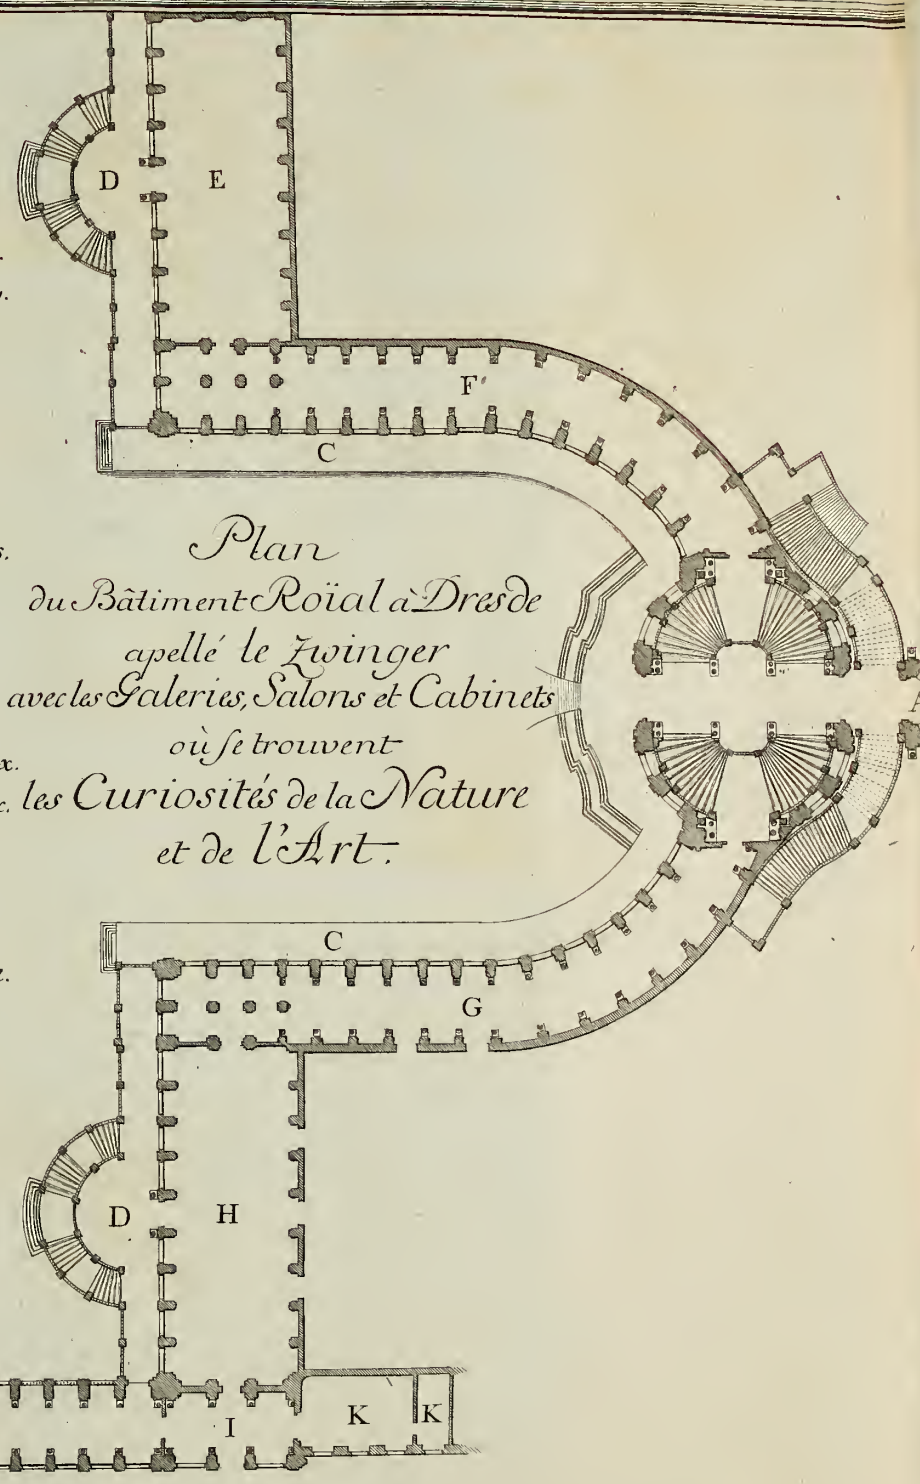 D
E
F
C
Plan
du Bâtiment Roïal à Dresde
apellé le Zwinger
avec les Galeries, Salons et Cabinets
où se trouvent
les Curiosités de la Nature
et de l'Art.
C
G
D
H
I
K
K